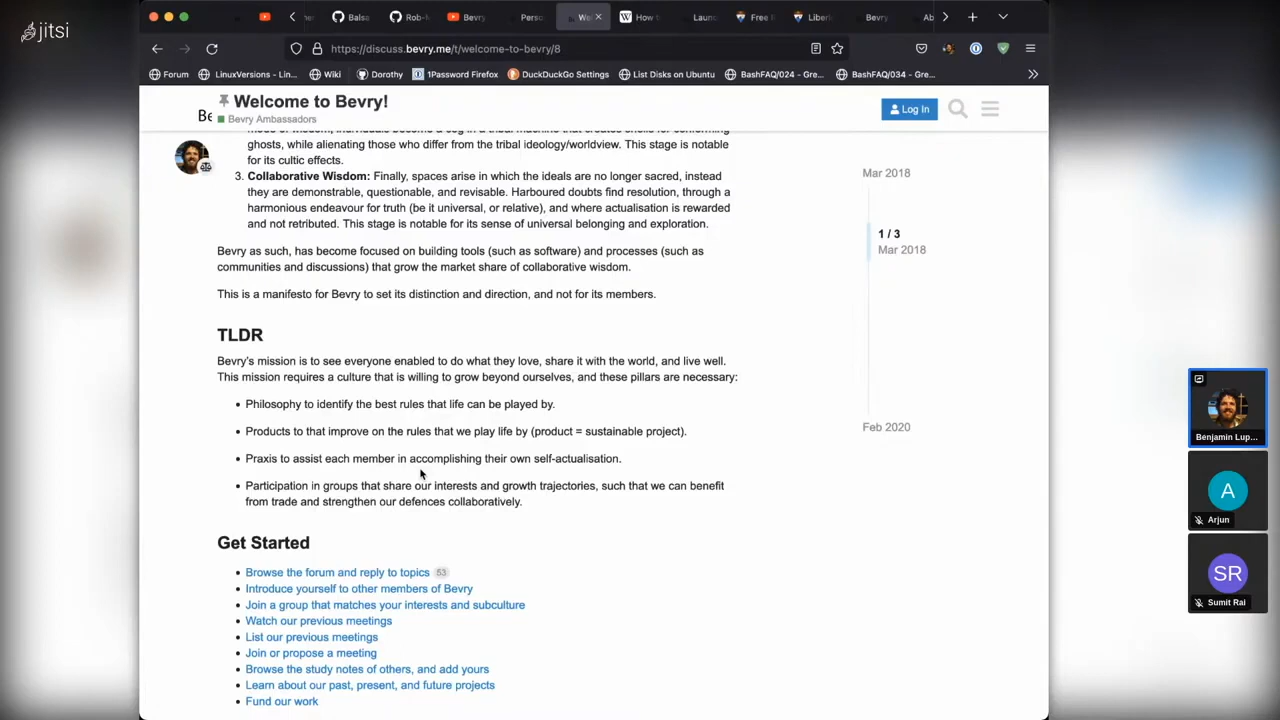 jitsi
Balsa
Rob-
Bevry
Perso
Wel
How t
Laun
Free I
Liberl
Bevry
Ab
https://discuss.bevry.me/t/welcome-to-bevry/8
Forum
LinuxVersions - Lin...
Wiki
Dorothy
1Password Firefox
DuckDuckGo Settings
List Disks on Ubuntu
BashFAQ/024 - Gre...
BashFAQ/034 - Gre...
Be
Welcome to Bevry!
Bevry Ambassadors
Log In
ghosts, while alienating those who differ from the tribal ideology/worldview. This stage is notable
for its cultic effects.
3. Collaborative Wisdom: Finally, spaces arise in which the ideals are no longer sacred, instead
they are demonstrable, questionable, and revisable. Harboured doubts find resolution, through a
harmonious endeavour for truth (be it universal, or relative), and where actualisation is rewarded
and not retributed. This stage is notable for its sense of universal belonging and exploration.
Bevry as such, has become focused on building tools (such as software) and processes (such as
communities and discussions) that grow the market share of collaborative wisdom.
This is a manifesto for Bevry to set its distinction and direction, and not for its members.
TLDR
Bevry's mission is to see everyone enabled to do what they love, share it with the world, and live well.
This mission requires a culture that is willing to grow beyond ourselves, and these pillars are necessary:
• Philosophy to identify the best rules that life can be played by.
• Products to that improve on the rules that we play life by (product = sustainable project).
• Praxis to assist each member in accomplishing their own self-actualisation.
• Participation in groups that share our interests and growth trajectories, such that we can benefit
from trade and strengthen our defences collaboratively.
Get Started
• Browse the forum and reply to topics 53
• Introduce yourself to other members of Bevry
• Join a group that matches your interests and subculture
• Watch our previous meetings
• List our previous meetings
• Join or propose a meeting
• Browse the study notes of others, and add yours
• Learn about our past, present, and future projects
• Fund our work
Mar 2018
1 / 3
Mar 2018
Feb 2020
Benjamin Lup...
A
Arjun
SR
Sumit Rai